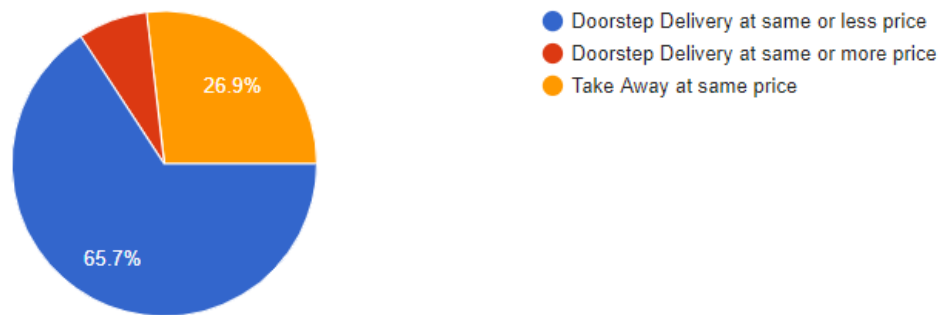 Doorstep Delivery at same or less price
Doorstep Delivery at same or more price
26.9%
Take Away at same price
65.7%